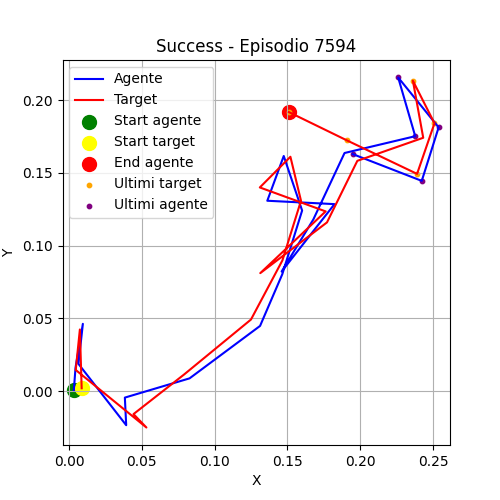 Success - Episodio 7594
Agente
Target
Start agente
Start target
End agente
Ultimi target
Ultimi agente
0.20
0.15
0.10
0.05
0.00
Y
0.00 0.05 0.10 0.15 0.20 0.25
X